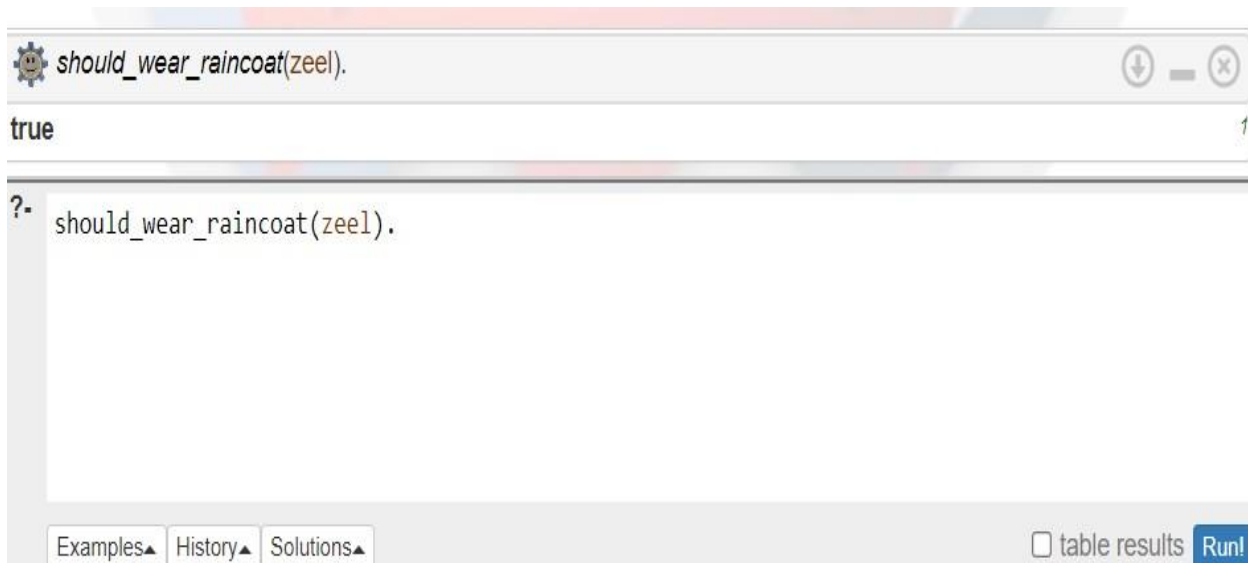 should_wear_raincoat(zeel).
true 1
?- should_wear_raincoat(zeel).
Examples▴ History▴ Solutions▴ table results Run!